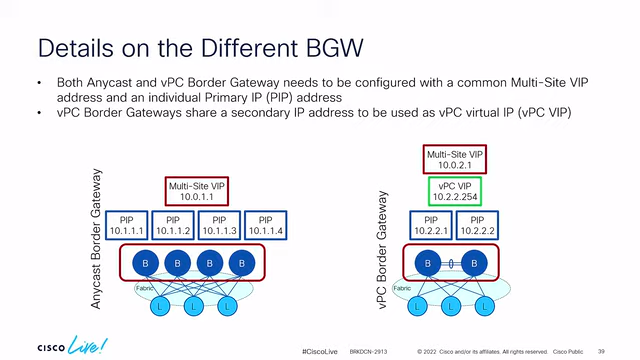 Details on the Different BGW
• Both Anycast and vPC Border Gateway needs to be configured with a common Multi-Site VIP
address and an individual Primary IP (PIP) address
• vPC Border Gateways share a secondary IP address to be used as vPC virtual IP (vPC VIP)
Anycast Border Gateway
Multi-Site VIP
10.0.1.1
PIP
10.1.1.1
PIP
10.1.1.2
PIP
10.1.1.3
PIP
10.1.1.4
B
B
B
B
Fabric
L
L
L
vPC Border Gateway
Multi-Site VIP
10.0.2.1
vPC VIP
10.2.2.254
PIP
10.2.2.1
PIP
10.2.2.2
B
B
Fabric
L
L
L
CISCO Live!
#CiscoLive
BRKDCN-2913
© 2022 Cisco and/or its affiliates. All rights reserved. Cisco Public
39